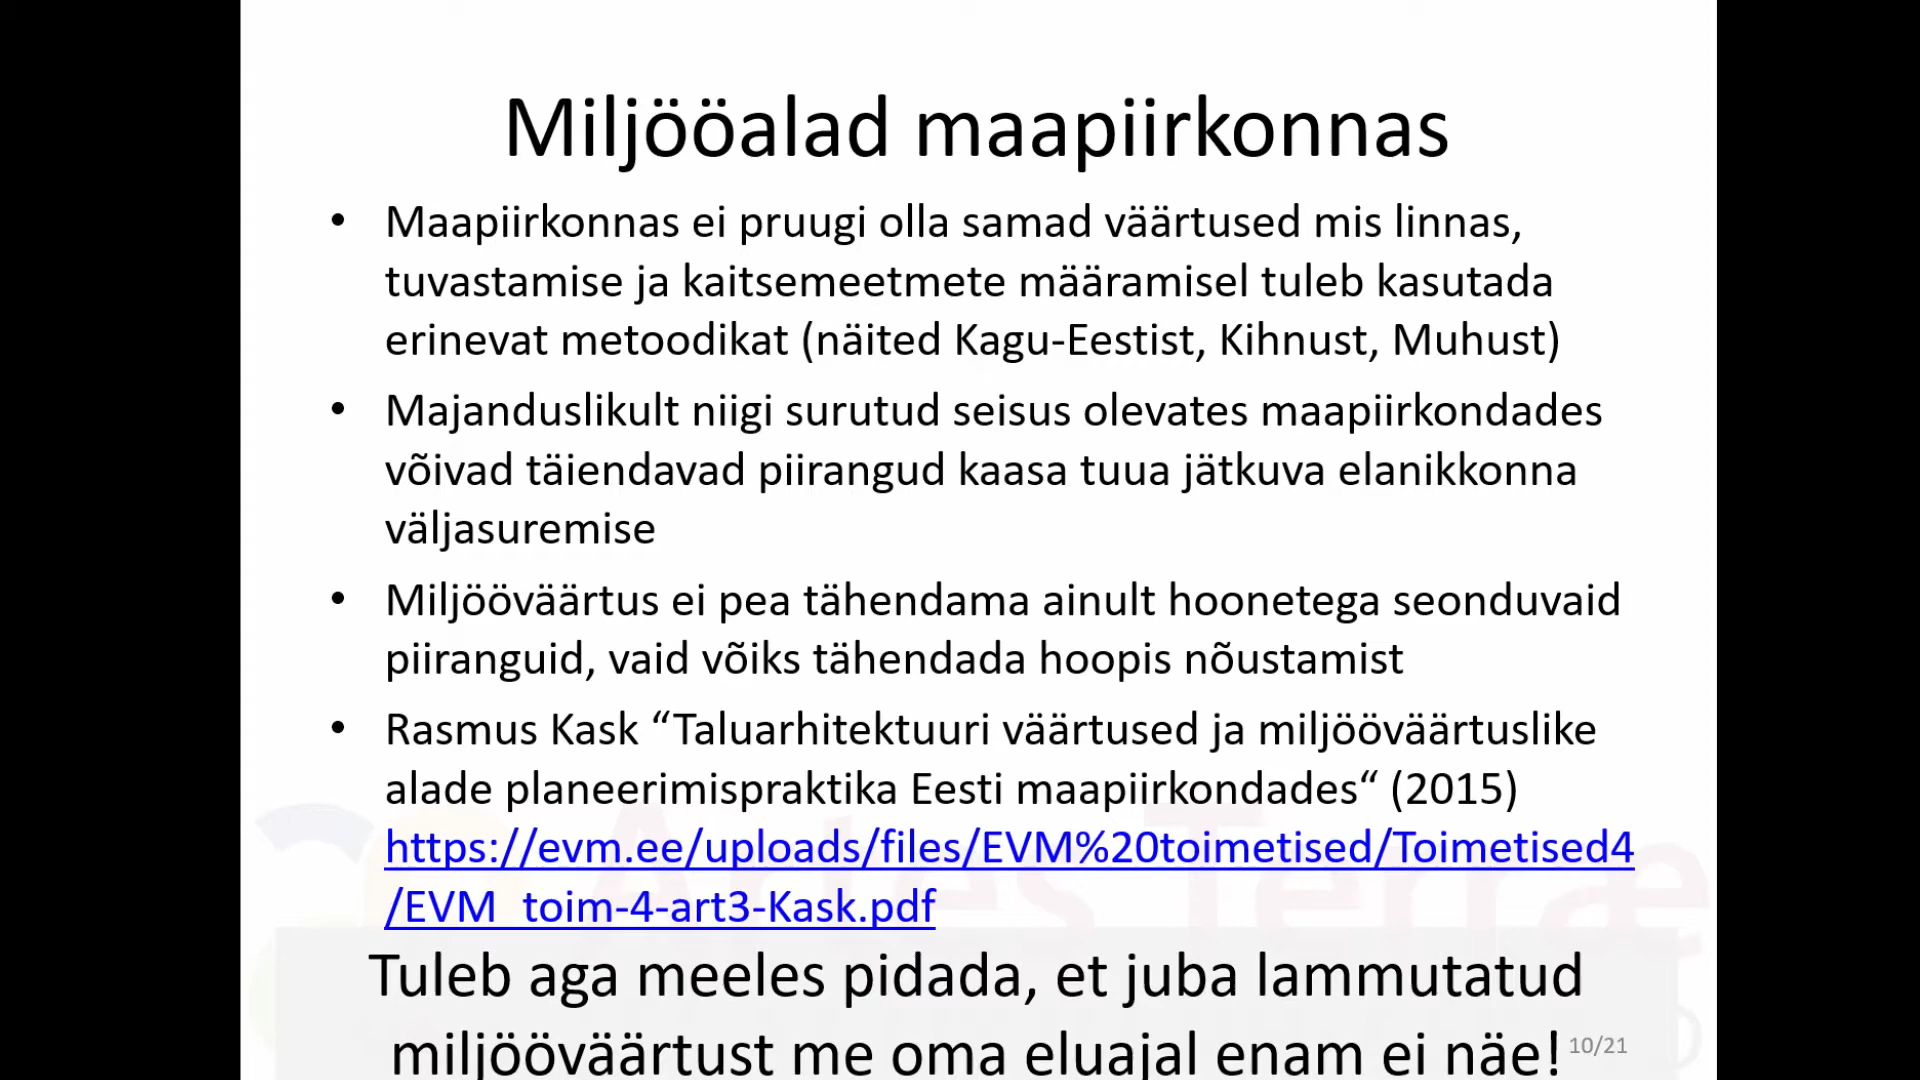 Miljööalad maapiirkonnas
• Maapiirkonnas ei pruugi olla samad väärtused mis linnas,
tuvastamise ja kaitsemeetmete määramisel tuleb kasutada
erinevat metoodikat (näited Kagu-Eestist, Kihnust, Muhust)
• Majanduslikult niigi surutud seisus olevates maapiirkondades
võivad täiendavad piirangud kaasa tuua jätkuva elanikkonna
väljasuremise
• Miljööväärtus ei pea tähendama ainult hoonetega seonduvaid
piiranguid, vaid võiks tähendada hoopis nõustamist
• Rasmus Kask “Taluarhitektuuri väärtused ja miljööväärtuslike
alade planeerimispraktika Eesti maapiirkondades“ (2015)
https://evm.ee/uploads/files/EVM%20toimetised/Toimetised4
/EVM_toim-4-art3-Kask.pdf
Artes Terræ
Tuleb aga meeles pidada, et juba lammutatud
miljööväärtust me oma eluajal enam ei näe!
10/21